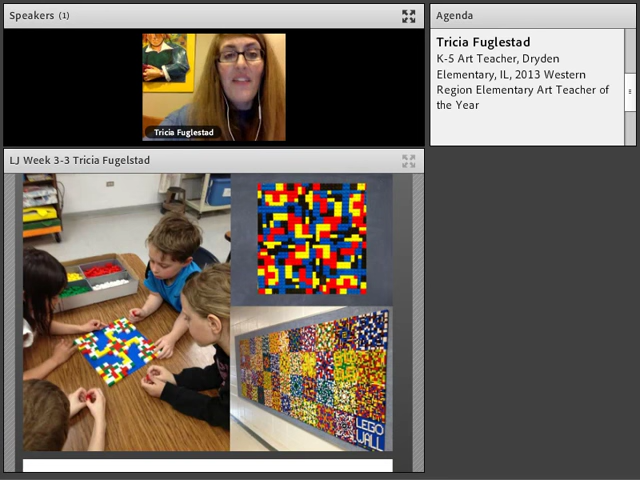 Speakers (1)
Tricia Fuglestad
Agenda
Tricia Fuglestad
K-5 Art Teacher, Dryden
Elementary, IL, 2013 Western
Region Elementary Art Teacher of
the Year
LJ Week 3-3 Tricia Fugelstad
LEGO
WALL